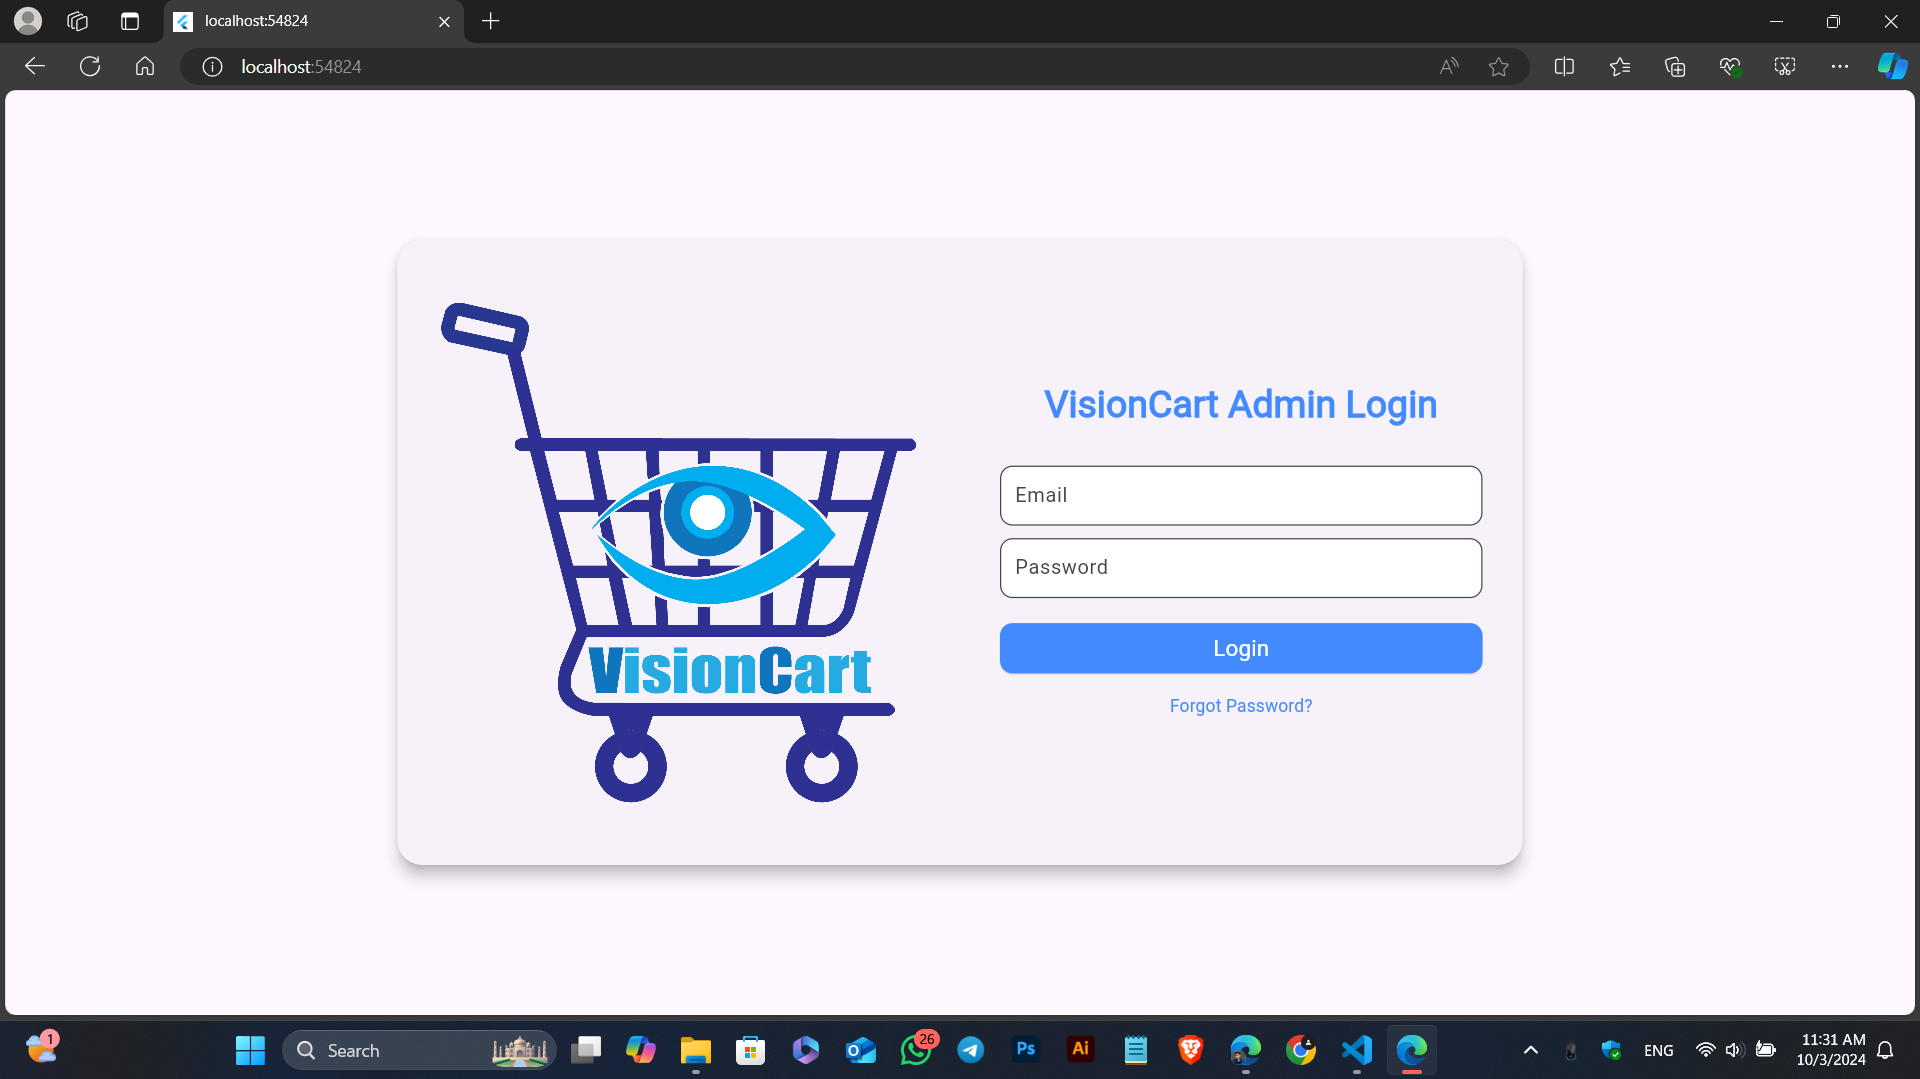 localhost:54824
localhost:54824
VisionCart Admin Login
Email
Password
Login
Forgot Password?
VisionCart
1
Search
26
Ps
Ai
ENG
11:31 AM
10/3/2024